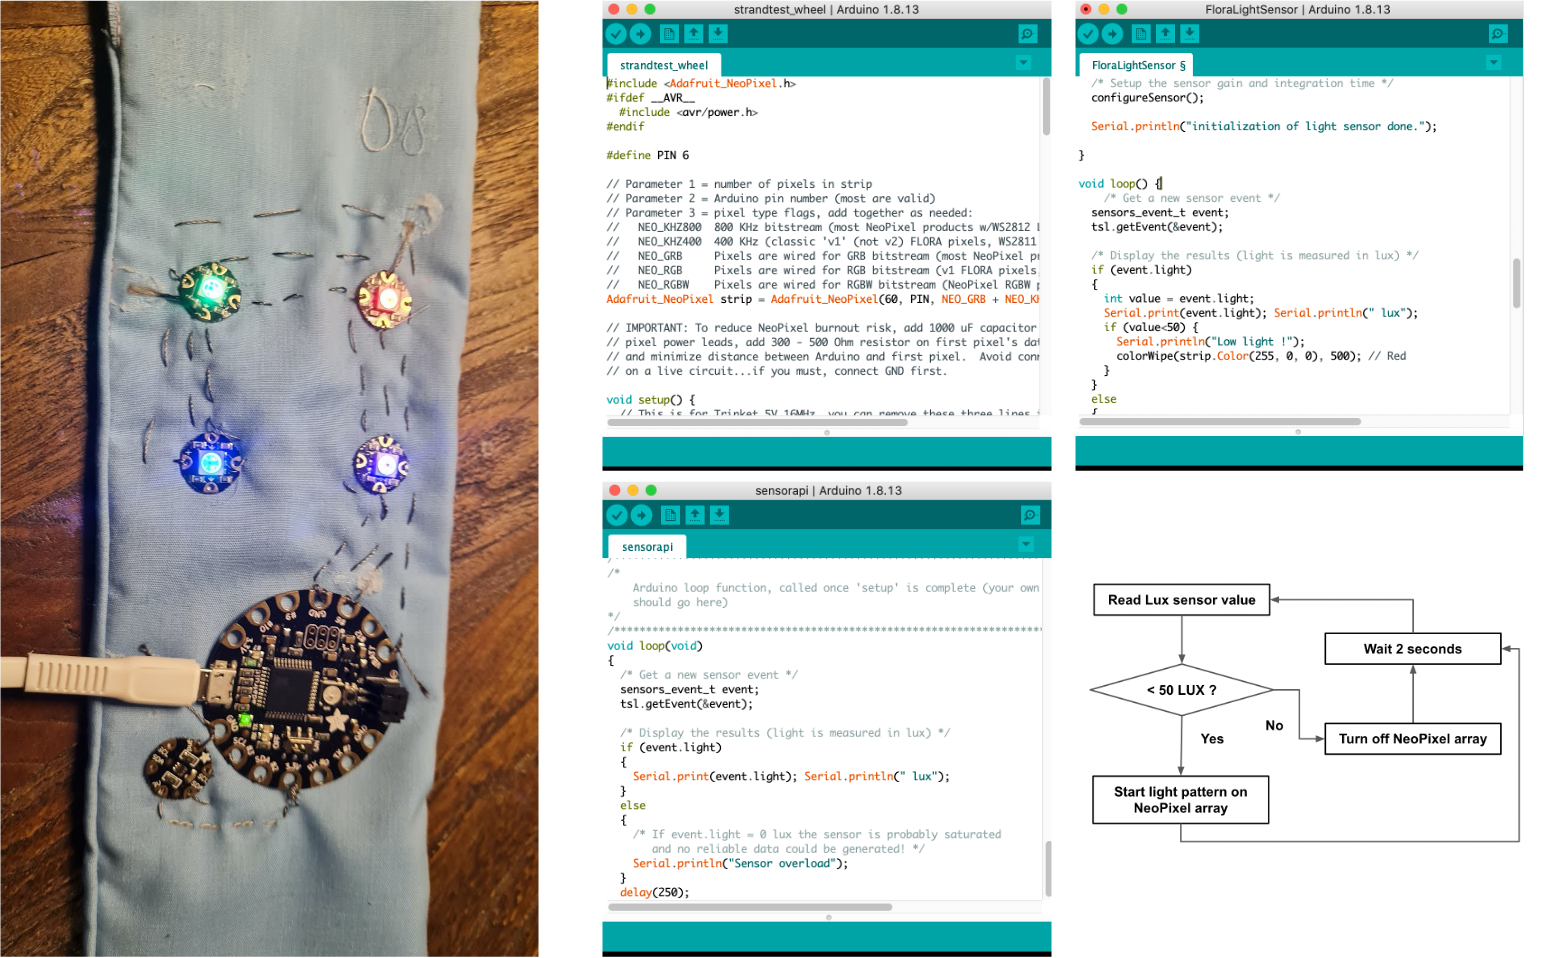 strandtest_wheel | Arduino 1.8.13
strandtest_wheel
#include <Adafruit_NeoPixel.h>
#ifdef __AVR__
#include <avr/power.h>
#endif
#define PIN 6
// Parameter 1 = number of pixels in strip
// Parameter 2 = Arduino pin number (most are valid)
// Parameter 3 = pixel type flags, add together as needed:
//   NEO_KHZ800  800 KHz bitstream (most NeoPixel products w/WS2812 L
//   NEO_KHZ400  400 KHz (classic 'v1' (not v2) FLORA pixels, WS2811
//   NEO_GRB     Pixels are wired for GRB bitstream (most NeoPixel pr
//   NEO_RGB     Pixels are wired for RGB bitstream (v1 FLORA pixels,
//   NEO_RGBW    Pixels are wired for RGBW bitstream (NeoPixel RGBW p
Adafruit_NeoPixel strip = Adafruit_NeoPixel(60, PIN, NEO_GRB + NEO_KH
// IMPORTANT: To reduce NeoPixel burnout risk, add 1000 uF capacitor
// pixel power leads, add 300 - 500 Ohm resistor on first pixel's dat
// and minimize distance between Arduino and first pixel.  Avoid conn
// on a live circuit...if you must, connect GND first.
void setup() {
// This is for Trinket 5V 16MHz, you can remove these three lines
FloraLightSensor | Arduino 1.8.13
FloraLightSensor §
/* Setup the sensor gain and integration time */
configureSensor();
Serial.println("initialization of light sensor done.");
}
void loop() {
/* Get a new sensor event */
sensors_event_t event;
tsl.getEvent(&event);
/* Display the results (light is measured in lux) */
if (event.light)
{
int value = event.light;
Serial.print(event.light); Serial.println(" lux");
if (value<50) {
Serial.println("Low light !");
colorWipe(strip.Color(255, 0, 0), 500); // Red
}
}
else
{
sensorapi | Arduino 1.8.13
sensorapi
/*
Arduino loop function, called once 'setup' is complete (your own
should go here)
*/
/********************************************************************
void loop(void)
{
/* Get a new sensor event */
sensors_event_t event;
tsl.getEvent(&event);
/* Display the results (light is measured in lux) */
if (event.light)
{
Serial.print(event.light); Serial.println(" lux");
}
else
{
/* If event.light = 0 lux the sensor is probably saturated
and no reliable data could be generated! */
Serial.println("Sensor overload");
}
delay(250);
Read Lux sensor value
Wait 2 seconds
< 50 LUX ?
No
Turn off NeoPixel array
Yes
Start light pattern on
NeoPixel array